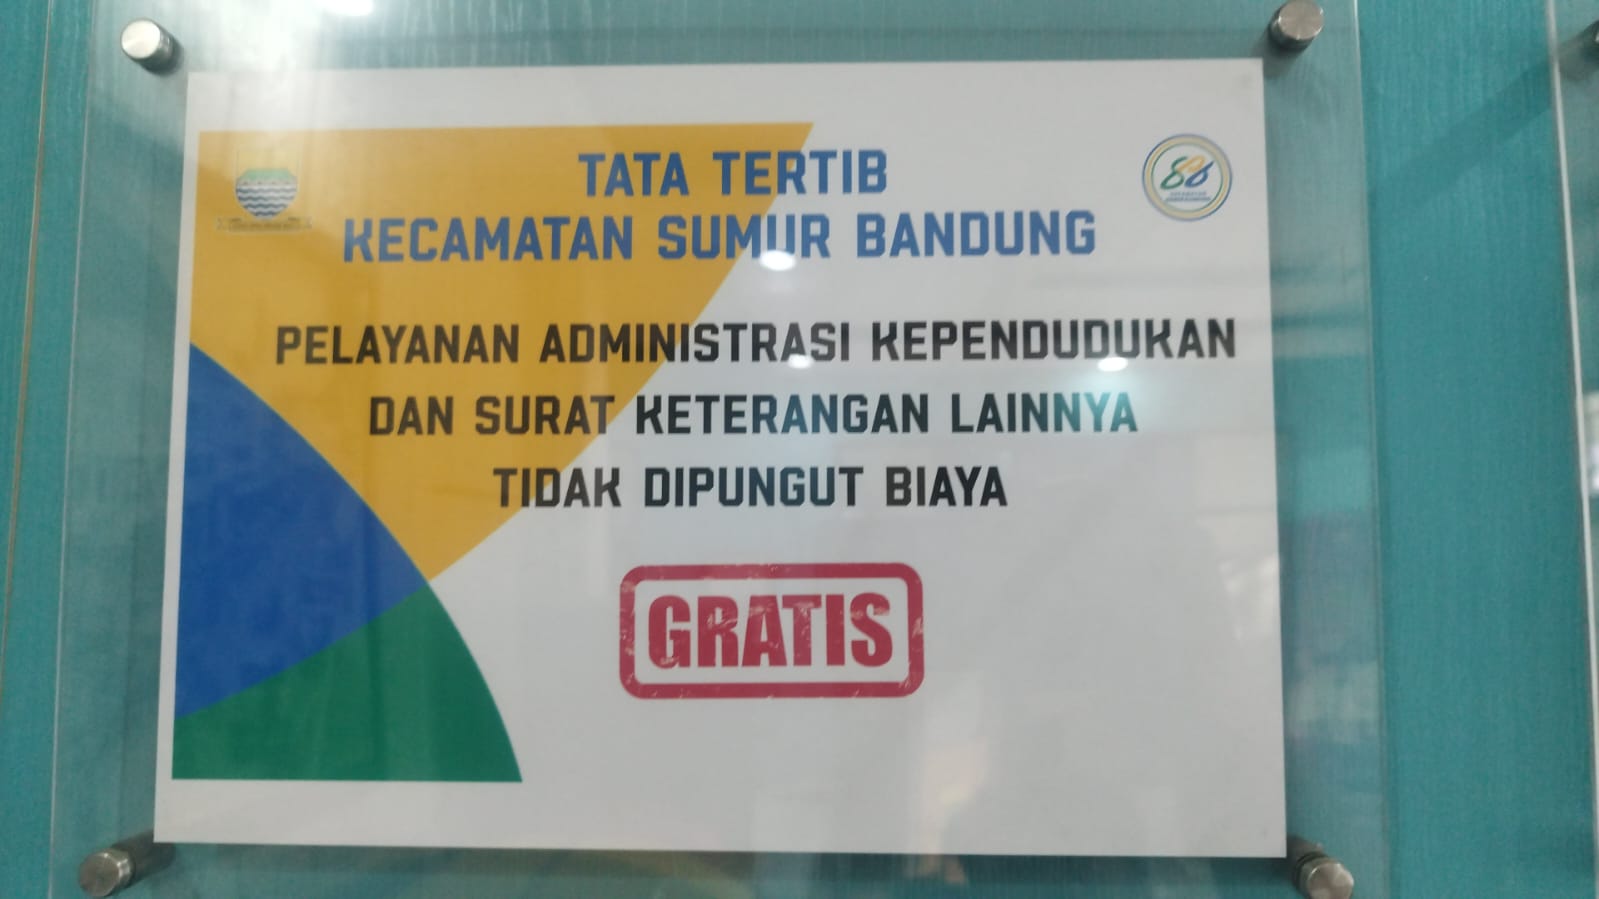 TATA TERTIB
KECAMATAN SUMUR BANDUNG
PELAYANAN ADMINISTRASI KEPENDUDUKAN
DAN SURAT KETERANGAN LAINNYA
TIDAK DIPUNGUT BIAYA
GRATIS